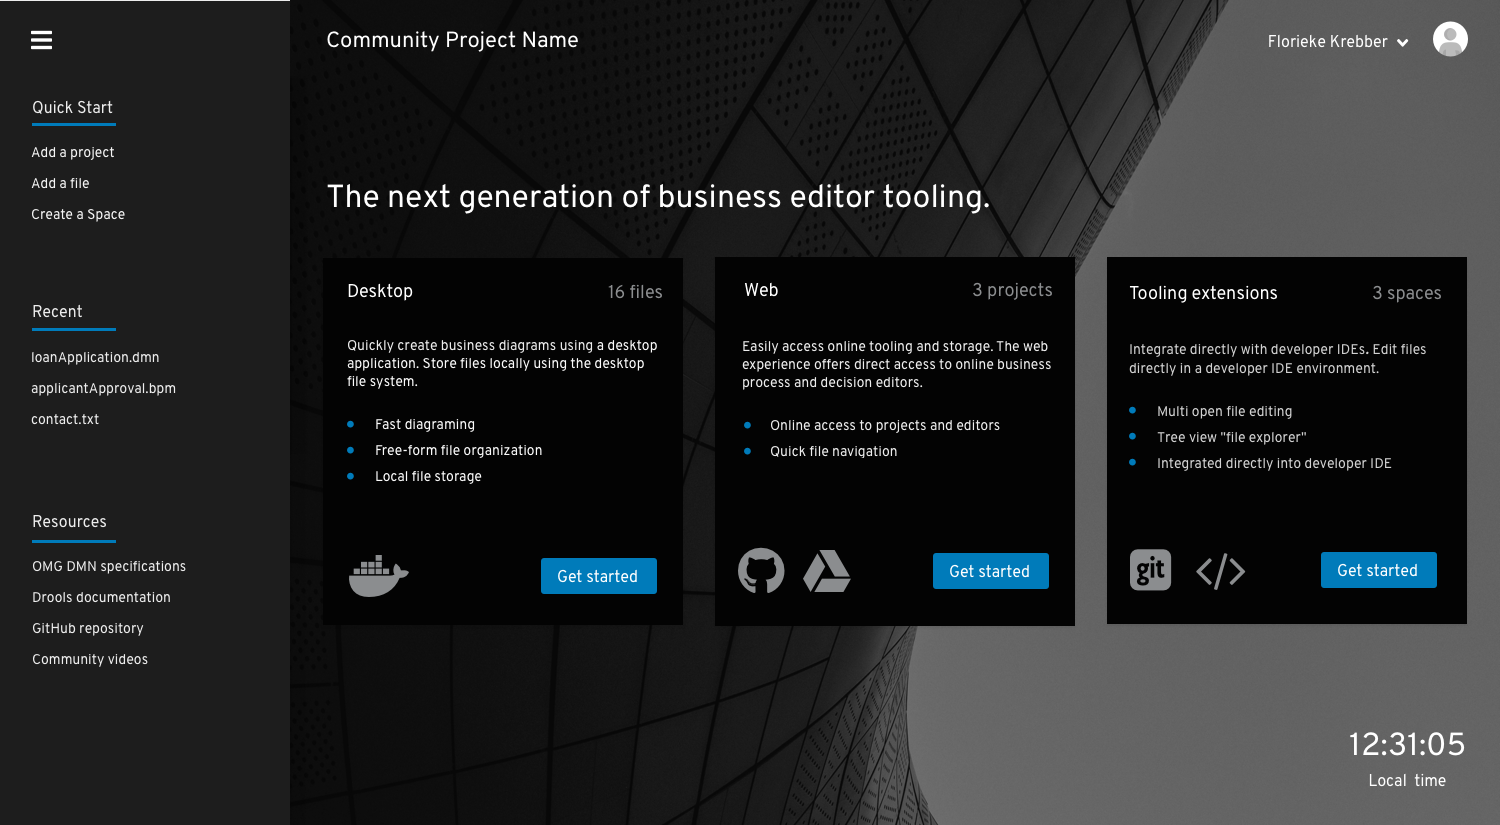 Community Project Name
Florieke Krebber
Quick Start
Add a project
Add a file
Create a Space
Recent
loanApplication.dmn
applicantApproval.bpm
contact.txt
Resources
OMG DMN specifications
Drools documentation
GitHub repository
Community videos
The next generation of business editor tooling.
Desktop
16 files
Quickly create business diagrams using a desktop
application. Store files locally using the desktop
file system.
Fast diagraming
Free-form file organization
Local file storage
Get started
Web
3 projects
Easily access online tooling and storage. The web
experience offers direct access to online business
process and decision editors.
Online access to projects and editors
Quick file navigation
Get started
Tooling extensions
3 spaces
Integrate directly with developer IDEs. Edit files
directly in a developer IDE environment.
Multi open file editing
Tree view "file explorer"
Integrated directly into developer IDE
git
</>
Get started
12:31:05
Local time